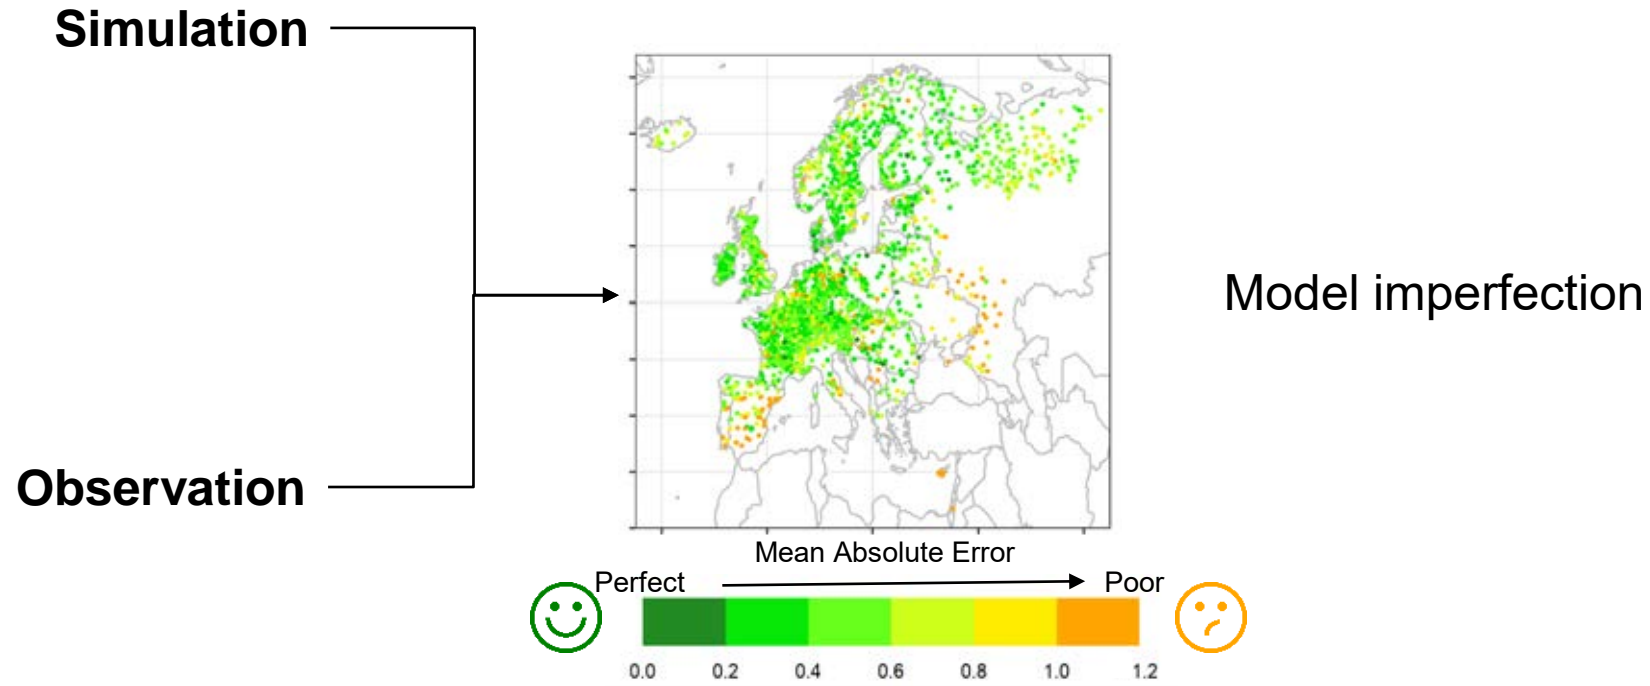 Simulation
Model imperfection
Observation
Mean Absolute Error
Perfect
Poor
0.0 0.2 0.4 0.6 0.8 1.0 1.2